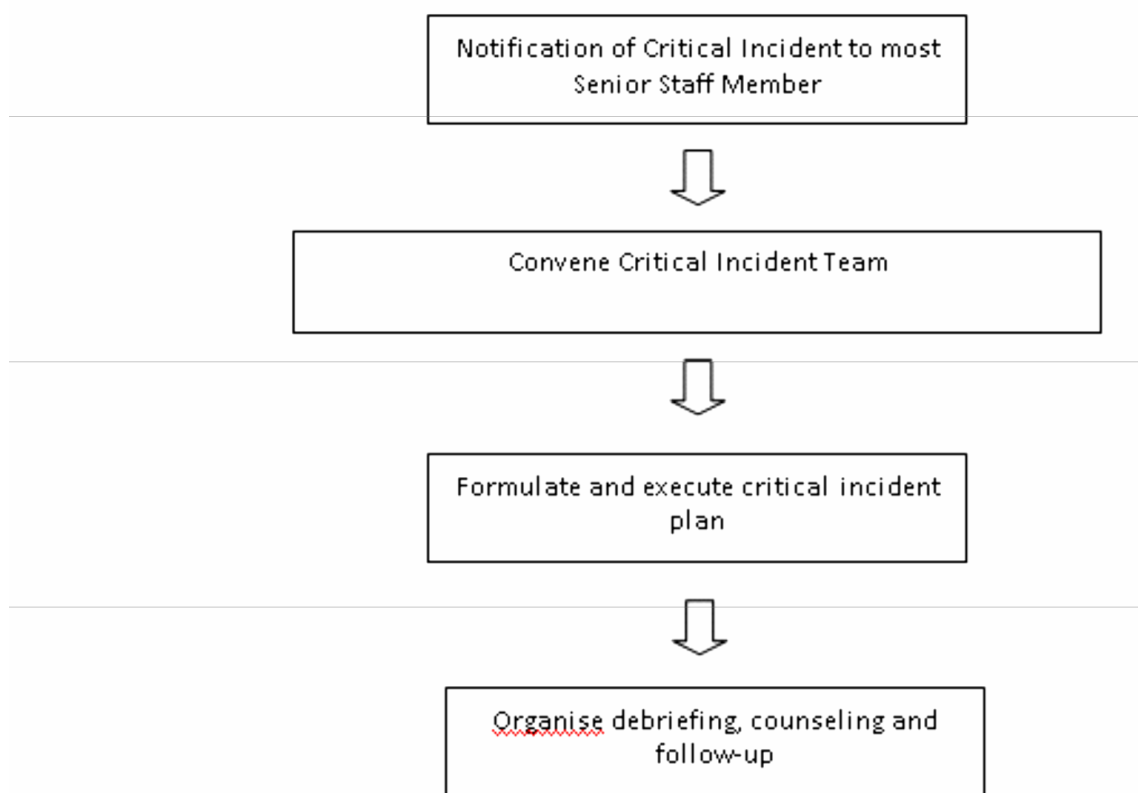 Notification of Critical Incident to most
Senior Staff Member
Convene Critical Incident Team
Formulate and execute critical incident
plan
Organise debriefing, counseling and
follow-up